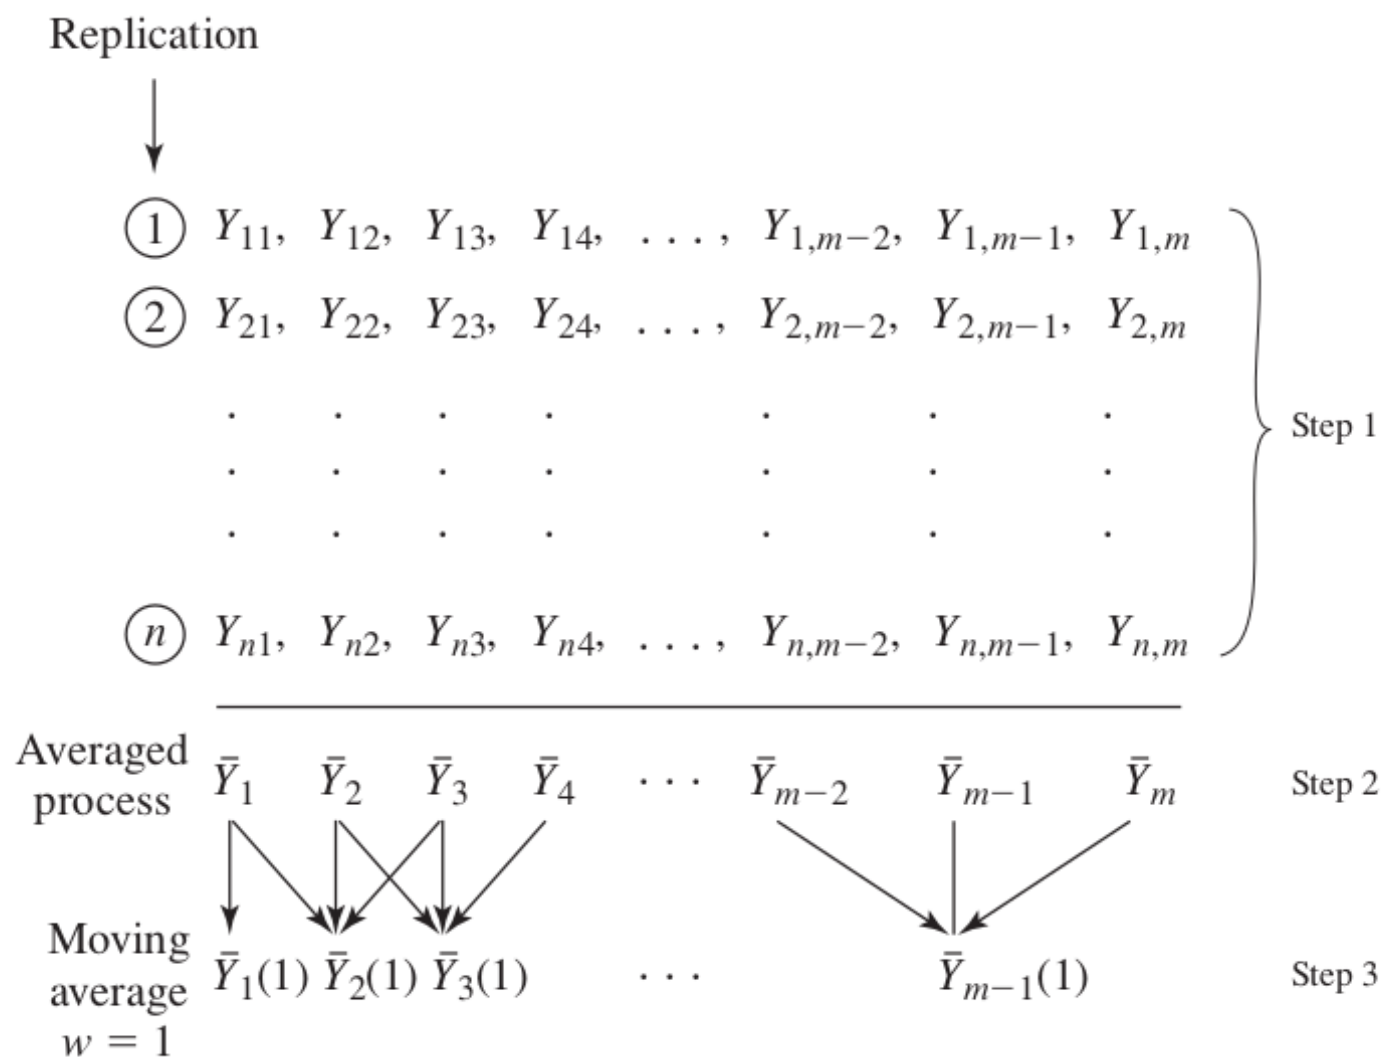 Replication
① Y₁₁, Y₁₂, Y₁₃, Y₁₄, . . . , Y₁,ₘ₋₂, Y₁,ₘ₋₁, Y₁,ₘ
② Y₂₁, Y₂₂, Y₂₃, Y₂₄, . . . , Y₂,ₘ₋₂, Y₂,ₘ₋₁, Y₂,ₘ
. . . . . . .
. . . . . . .
. . . . . . .
Step 1
ⓝ Yₙ₁, Yₙ₂, Yₙ₃, Yₙ₄, . . . , Yₙ,ₘ₋₂, Yₙ,ₘ₋₁, Yₙ,ₘ
Averaged
process
Ȳ₁ Ȳ₂ Ȳ₃ Ȳ₄ · · · Ȳₘ₋₂ Ȳₘ₋₁ Ȳₘ Step 2
Moving
average
w = 1
Ȳ₁(1) Ȳ₂(1) Ȳ₃(1) · · · Ȳₘ₋₁(1) Step 3